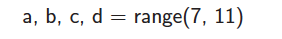 a, b, c, d = range(7, 11)